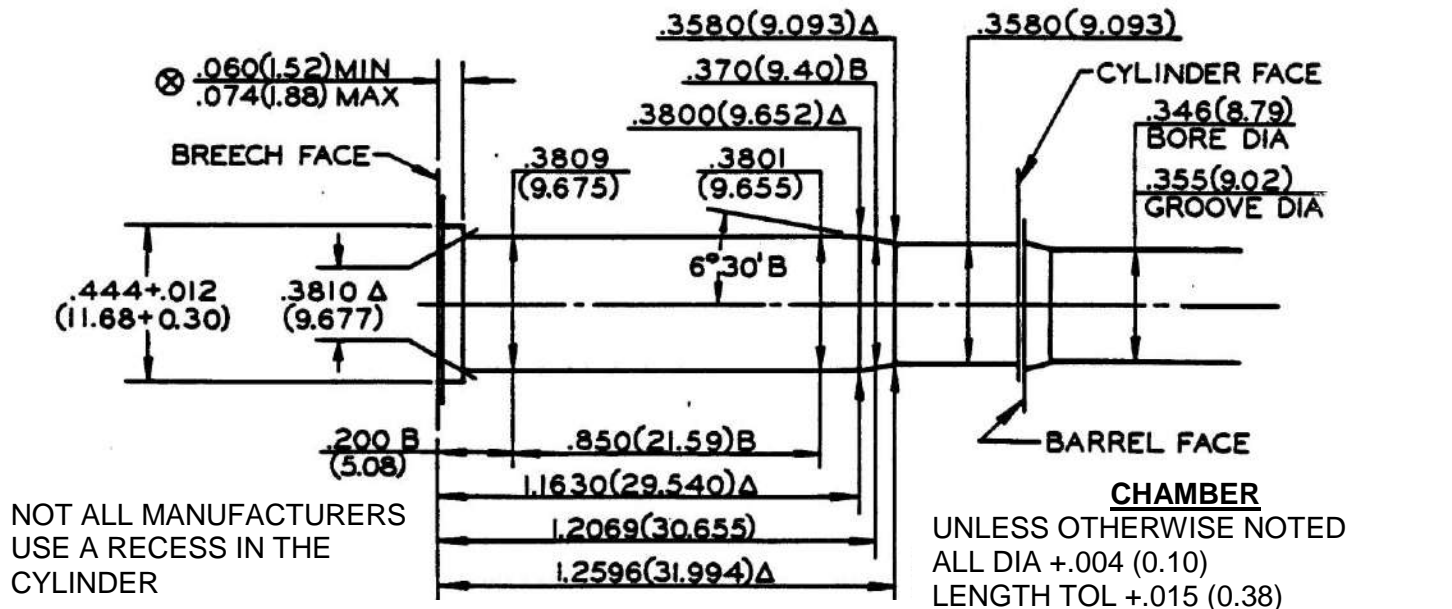 .3580(9.093)Δ
.3580(9.093)
⊗ .060(1.52)MIN
.074(1.88) MAX
.370(9.40)B
CYLINDER FACE
.3800(9.652)Δ
.346(8.79)
BORE DIA
BREECH FACE
.3809
(9.675)
.3801
(9.655)
.355(9.02)
GROOVE DIA
6°30'B
.444+.012
(11.68+0.30)
.3810 Δ
(9.677)
.200 B
(5.08)
.850(21.59)B
BARREL FACE
1.1630(29.540)Δ
1.2069(30.655)
1.2596(31.994)Δ
NOT ALL MANUFACTURERS
USE A RECESS IN THE
CYLINDER
CHAMBER
UNLESS OTHERWISE NOTED
ALL DIA +.004 (0.10)
LENGTH TOL +.015 (0.38)